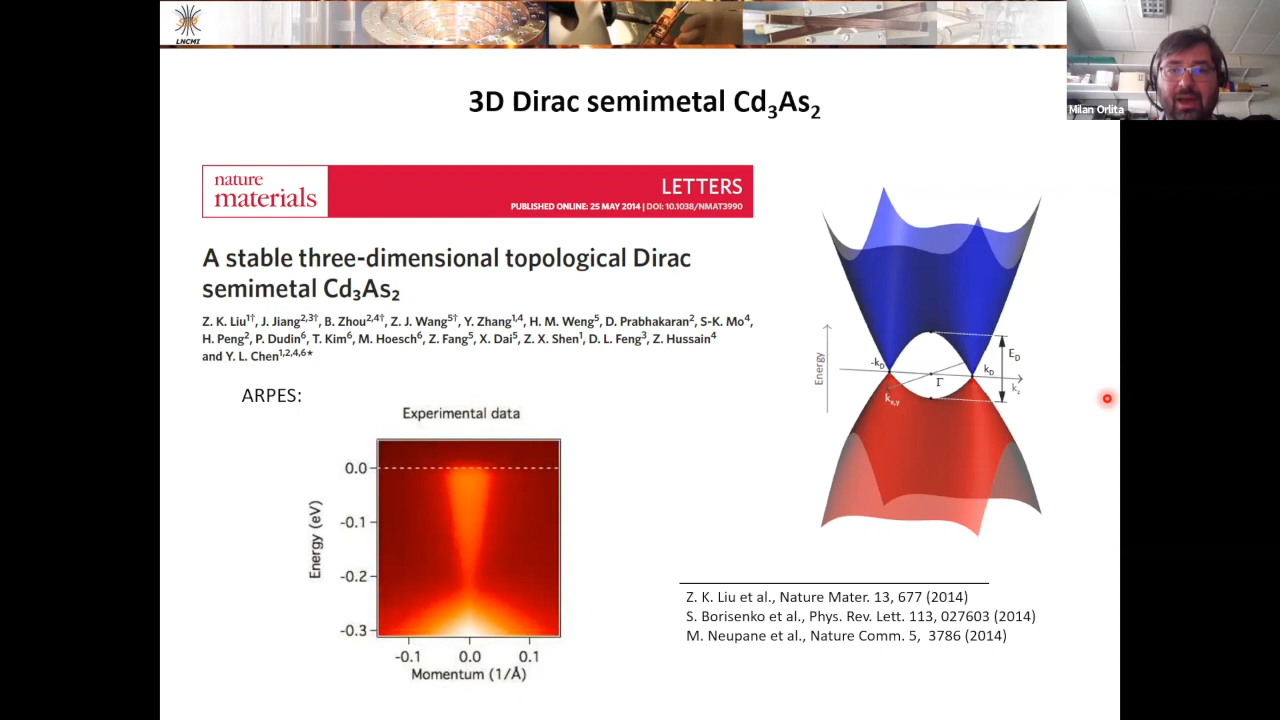 LNCMI
Milan Orlita
3D Dirac semimetal Cd₃As₂
nature
materials
LETTERS
PUBLISHED ONLINE: 25 MAY 2014 | DOI: 10.1038/NMAT3990
A stable three-dimensional topological Dirac
semimetal Cd₃As₂
Z. K. Liu¹†, J. Jiang²,³†, B. Zhou²,⁴†, Z. J. Wang⁵†, Y. Zhang¹,⁴, H. M. Weng⁵, D. Prabhakaran², S-K. Mo⁴,
H. Peng², P. Dudin⁶, T. Kim⁶, M. Hoesch⁶, Z. Fang⁵, X. Dai⁵, Z. X. Shen¹, D. L. Feng³, Z. Hussain⁴
and Y. L. Chen¹,²,⁴,⁶*
ARPES:
Experimental data
0.0
-0.1
-0.2
-0.3
Energy (eV)
-0.1 0.0 0.1
Momentum (1/Å)
Energy
-k_D
k_D
E_D
Γ
k_z
k_x,y
Z. K. Liu et al., Nature Mater. 13, 677 (2014)
S. Borisenko et al., Phys. Rev. Lett. 113, 027603 (2014)
M. Neupane et al., Nature Comm. 5, 3786 (2014)